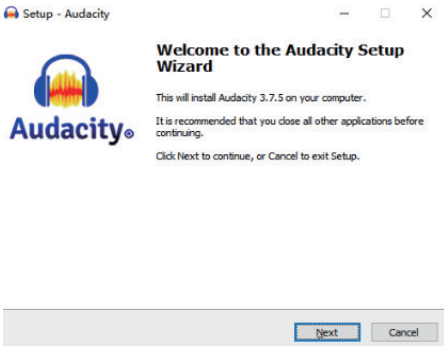 Setup - Audacity
Welcome to the Audacity Setup
Wizard
This will install Audacity 3.7.5 on your computer.
It is recommended that you close all other applications before
continuing.
Click Next to continue, or Cancel to exit Setup.
Audacity®
Next
Cancel